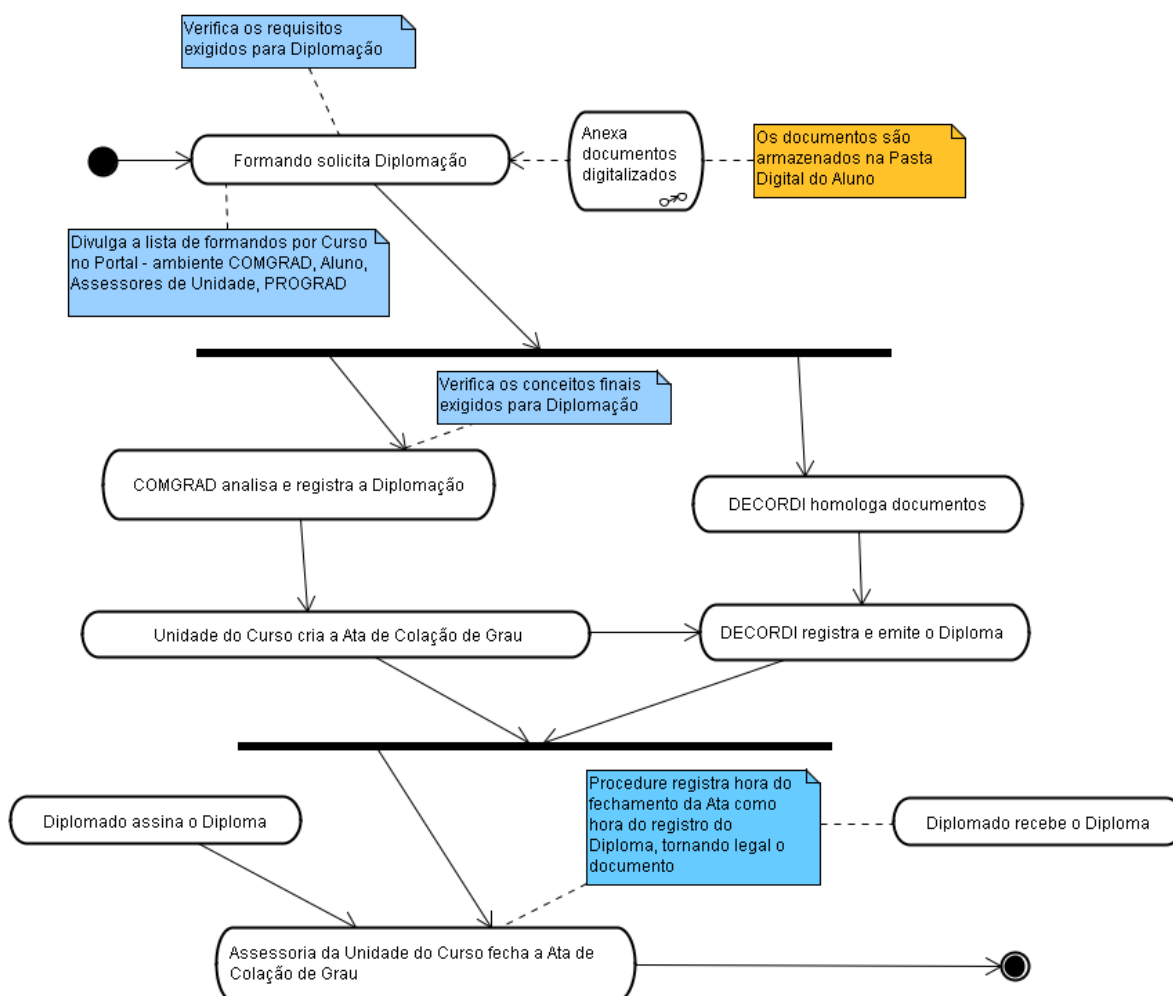 Verifica os requisitos
exigidos para Diplomação
Formando solicita Diplomação
Anexa
documentos
digitalizados
Os documentos são
armazenados na Pasta
Digital do Aluno
Divulga a lista de formandos por Curso
no Portal - ambiente COMGRAD, Aluno,
Assessores de Unidade, PROGRAD
Verifica os conceitos finais
exigidos para Diplomação
COMGRAD analisa e registra a Diplomação
DECORDI homologa documentos
Unidade do Curso cria a Ata de Colação de Grau
DECORDI registra e emite o Diploma
Procedure registra hora do
fechamento da Ata como
hora do registro do
Diploma, tornando legal o
documento
Diplomado assina o Diploma
Diplomado recebe o Diploma
Assessoria da Unidade do Curso fecha a Ata de
Colação de Grau